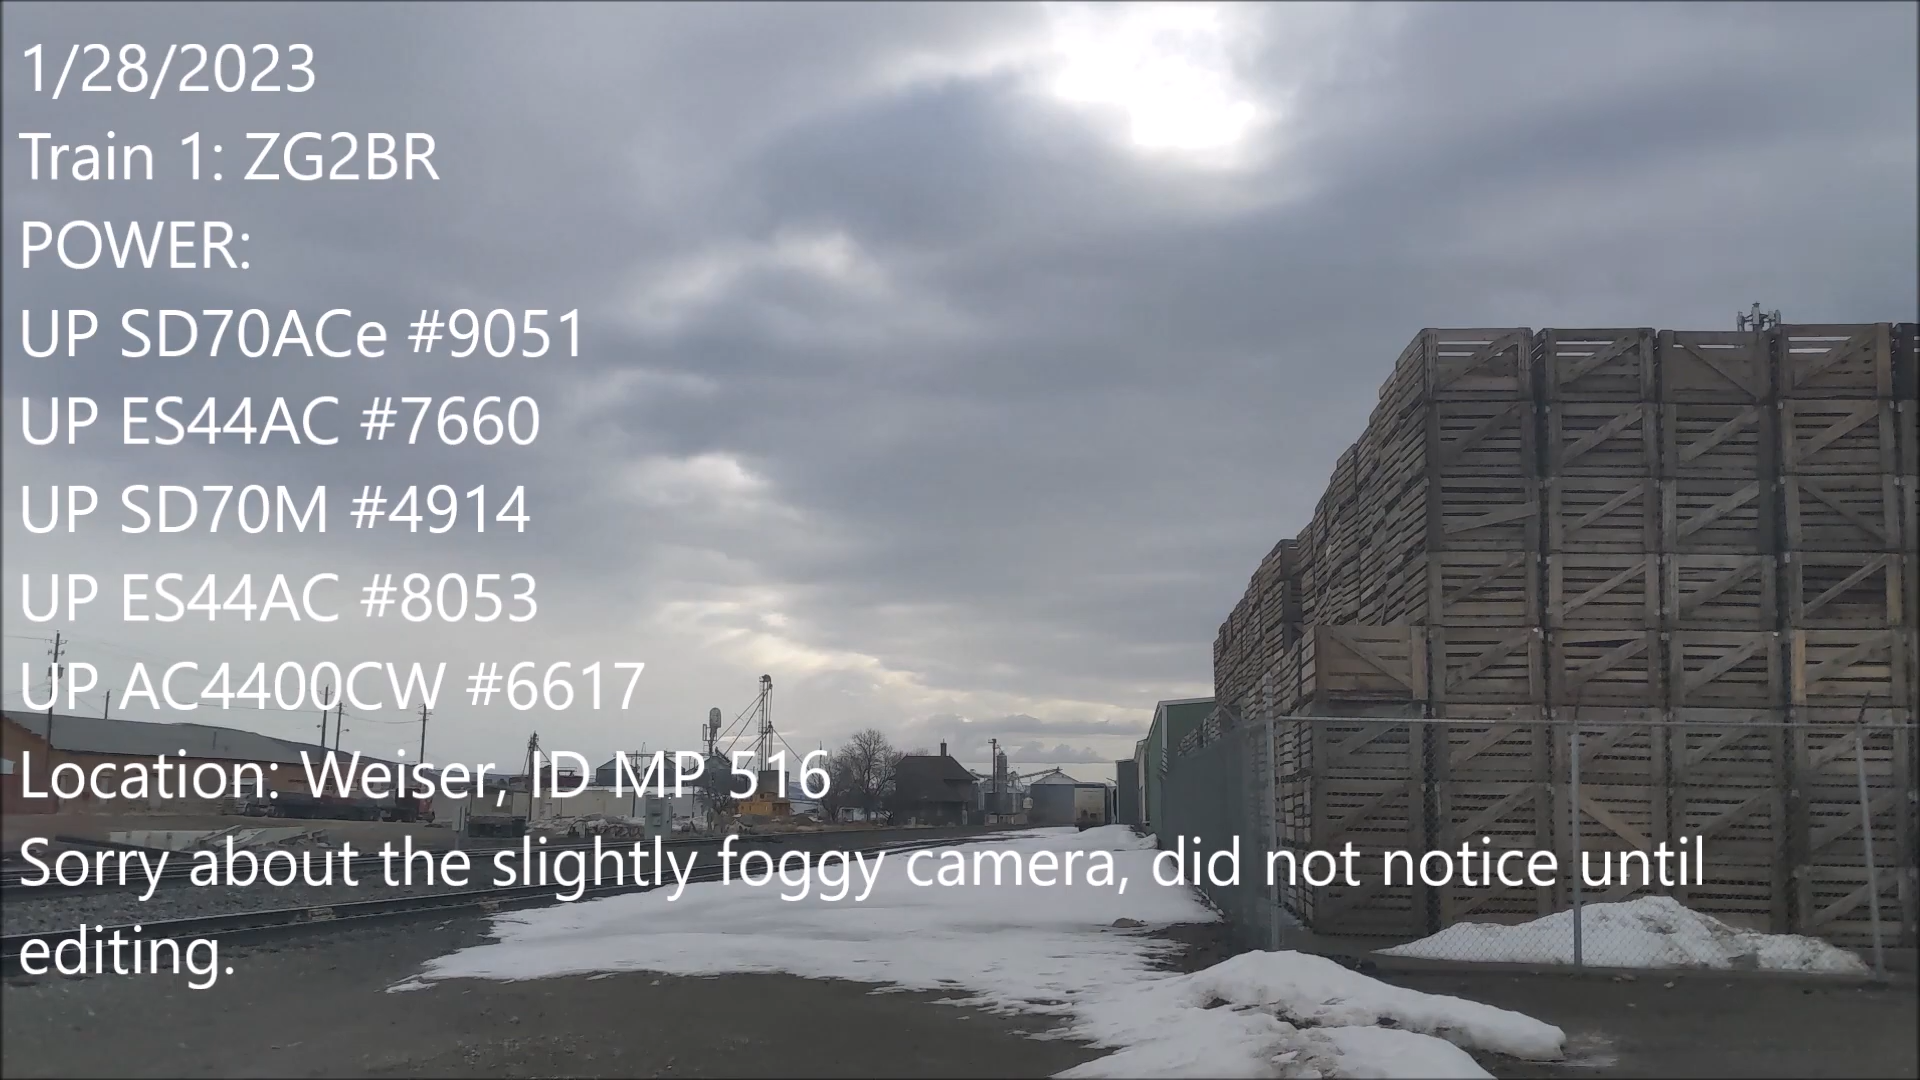 1/28/2023
Train 1: ZG2BR
POWER:
UP SD70ACe #9051
UP ES44AC #7660
UP SD70M #4914
UP ES44AC #8053
UP AC4400CW #6617
Location: Weiser, ID MP 516
Sorry about the slightly foggy camera, did not notice until
editing.